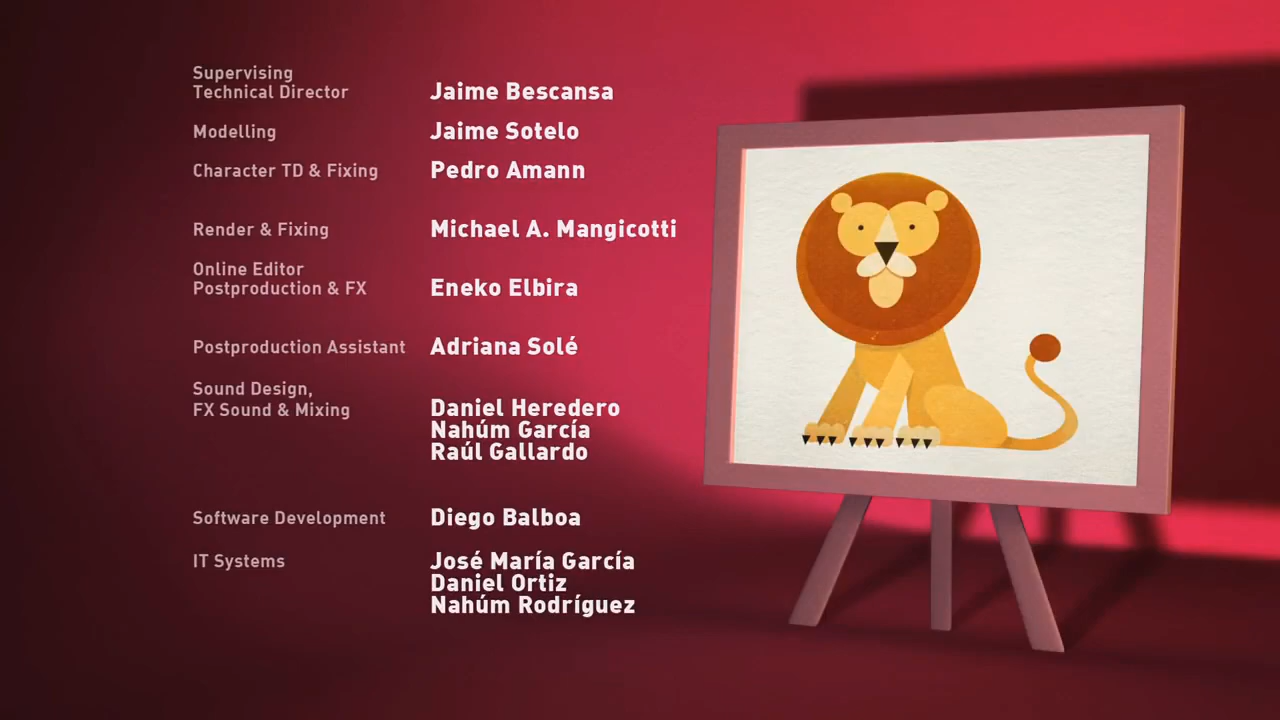 Supervising
Technical Director Jaime Bescansa
Modelling Jaime Sotelo
Character TD & Fixing Pedro Amann
Render & Fixing Michael A. Mangicotti
Online Editor
Postproduction & FX Eneko Elbira
Postproduction Assistant Adriana Solé
Sound Design,
FX Sound & Mixing Daniel Heredero
Nahúm García
Raúl Gallardo
Software Development Diego Balboa
IT Systems José María García
Daniel Ortiz
Nahúm Rodríguez